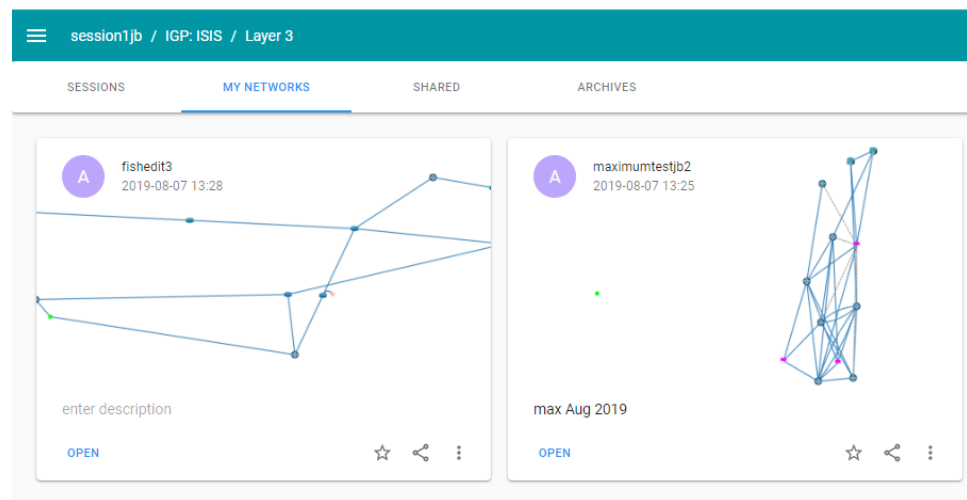 session1jb / IGP: ISIS / Layer 3
SESSIONS MY NETWORKS SHARED ARCHIVES
A
fishedit3
2019-08-07 13:28
enter description
OPEN
A
maximumtestjb2
2019-08-07 13:25
max Aug 2019
OPEN